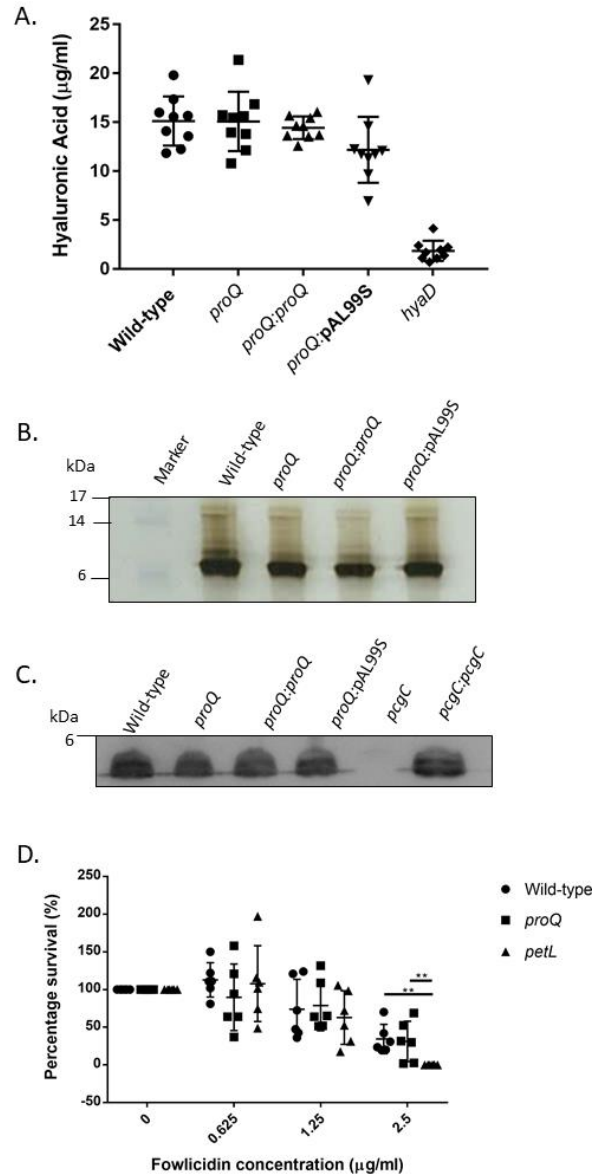 A.
Hyaluronic Acid (µg/ml)
25
20
15
10
5
0
Wild-type
proQ
proQ:proQ
proQ:pAL99S
hyaD
B.
kDa
Marker
Wild-type
proQ
proQ:proQ
proQ:pAL99S
17
14
6
C.
kDa
Wild-type
proQ
proQ:proQ
proQ:pAL99S
pcgC
pcgC:pcgC
6
D.
Percentage survival (%)
250
200
150
100
50
0
-50
**
**
Wild-type
proQ
petL
0
0.625
1.25
2.5
Fowlicidin concentration (µg/ml)